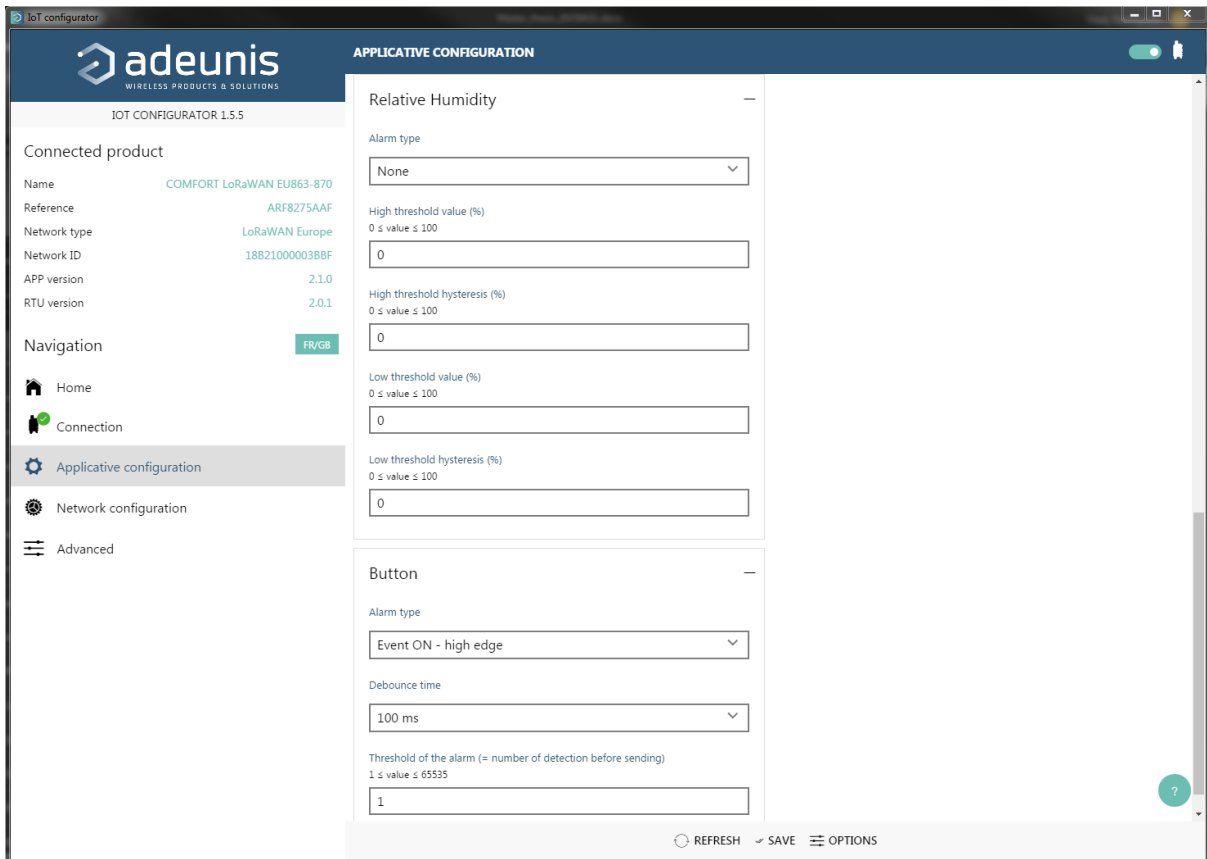 IoT configurator
adeunis
WIRELESS PRODUCTS & SOLUTIONS
IOT CONFIGURATOR 1.5.5
Connected product
Name COMFORT LoRaWAN EU863-870
Reference ARF8275AAF
Network type LoRaWAN Europe
Network ID 18B21000003BBF
APP version 2.1.0
RTU version 2.0.1
Navigation FR/GB
Home
Connection
Applicative configuration
Network configuration
Advanced
APPLICATIVE CONFIGURATION
Relative Humidity
Alarm type
None
High threshold value (%)
0 ≤ value ≤ 100
0
High threshold hysteresis (%)
0 ≤ value ≤ 100
0
Low threshold value (%)
0 ≤ value ≤ 100
0
Low threshold hysteresis (%)
0 ≤ value ≤ 100
0
Button
Alarm type
Event ON - high edge
Debounce time
100 ms
Threshold of the alarm (= number of detection before sending)
1 ≤ value ≤ 65535
1
?
REFRESH SAVE OPTIONS